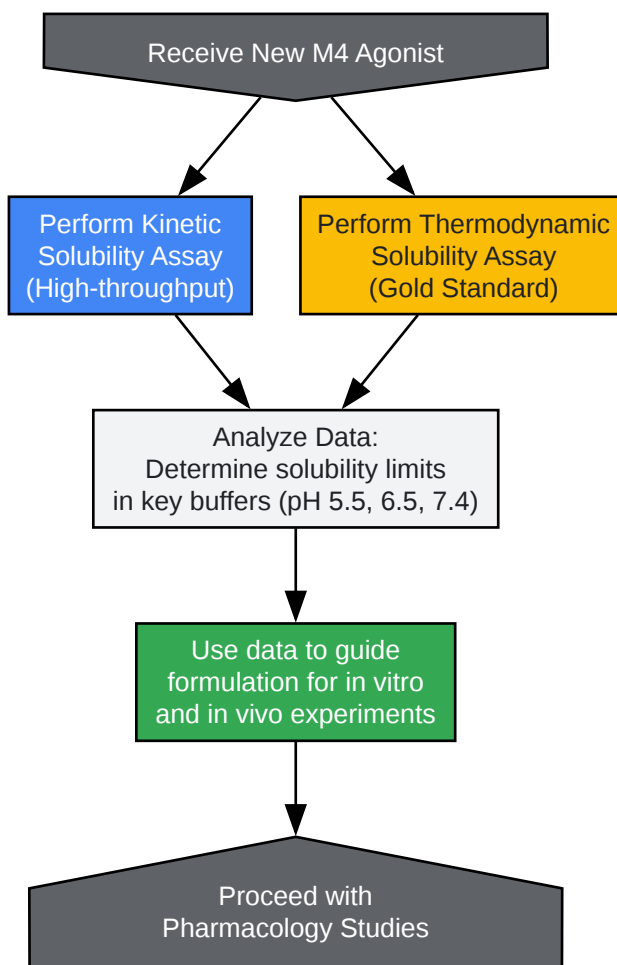 Receive New M4 Agonist
Perform Kinetic
Solubility Assay
(High-throughput)
Perform Thermodynamic
Solubility Assay
(Gold Standard)
Analyze Data:
Determine solubility limits
in key buffers (pH 5.5, 6.5, 7.4)
Use data to guide
formulation for in vitro
and in vivo experiments
Proceed with
Pharmacology Studies